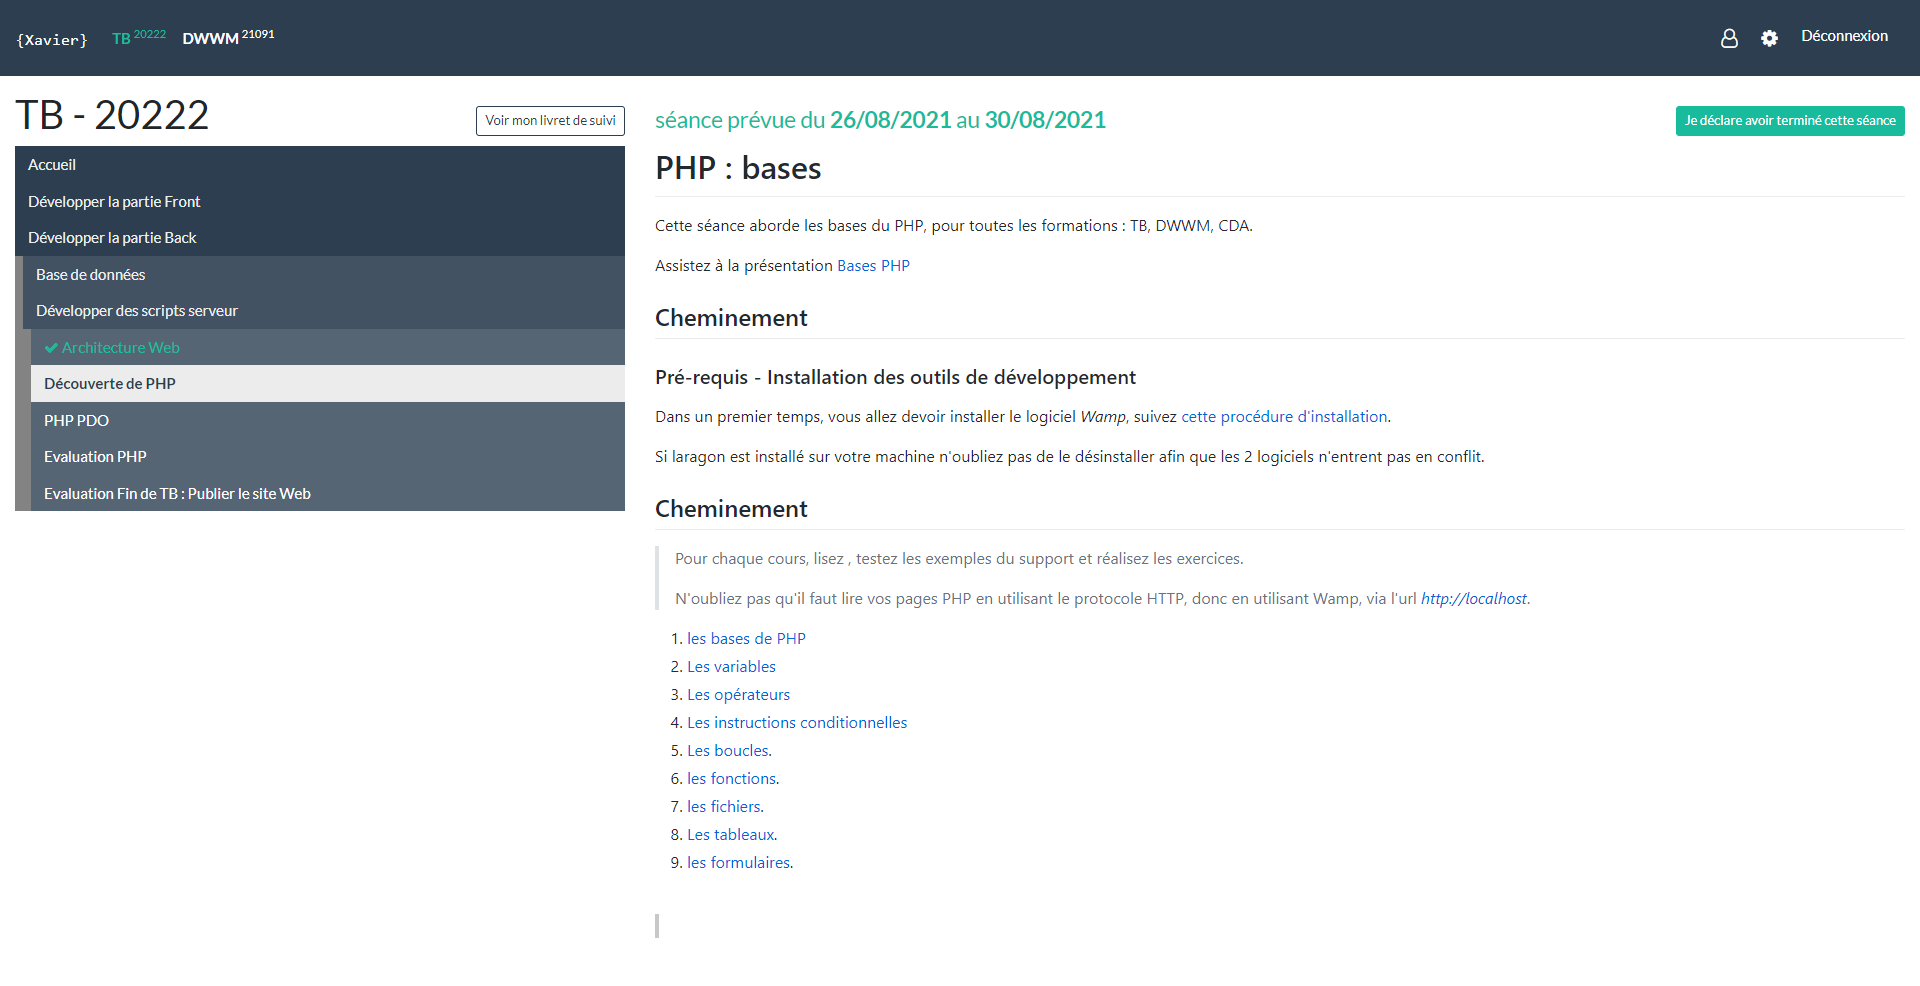 {Xavier} TB 20222 DWWM 21091 Déconnexion
TB - 20222
Voir mon livret de suivi
Accueil
Développer la partie Front
Développer la partie Back
Base de données
Développer des scripts serveur
Architecture Web
Découverte de PHP
PHP PDO
Evaluation PHP
Evaluation Fin de TB : Publier le site Web
séance prévue du 26/08/2021 au 30/08/2021
Je déclare avoir terminé cette séance
PHP : bases
Cette séance aborde les bases du PHP, pour toutes les formations : TB, DWWM, CDA.
Assistez à la présentation Bases PHP
Cheminement
Pré-requis - Installation des outils de développement
Dans un premier temps, vous allez devoir installer le logiciel Wamp, suivez cette procédure d'installation.
Si laragon est installé sur votre machine n'oubliez pas de le désinstaller afin que les 2 logiciels n'entrent pas en conflit.
Cheminement
Pour chaque cours, lisez , testez les exemples du support et réalisez les exercices.
N'oubliez pas qu'il faut lire vos pages PHP en utilisant le protocole HTTP, donc en utilisant Wamp, via l'url http://localhost.
1. les bases de PHP
2. Les variables
3. Les opérateurs
4. Les instructions conditionnelles
5. Les boucles.
6. les fonctions.
7. les fichiers.
8. Les tableaux.
9. les formulaires.